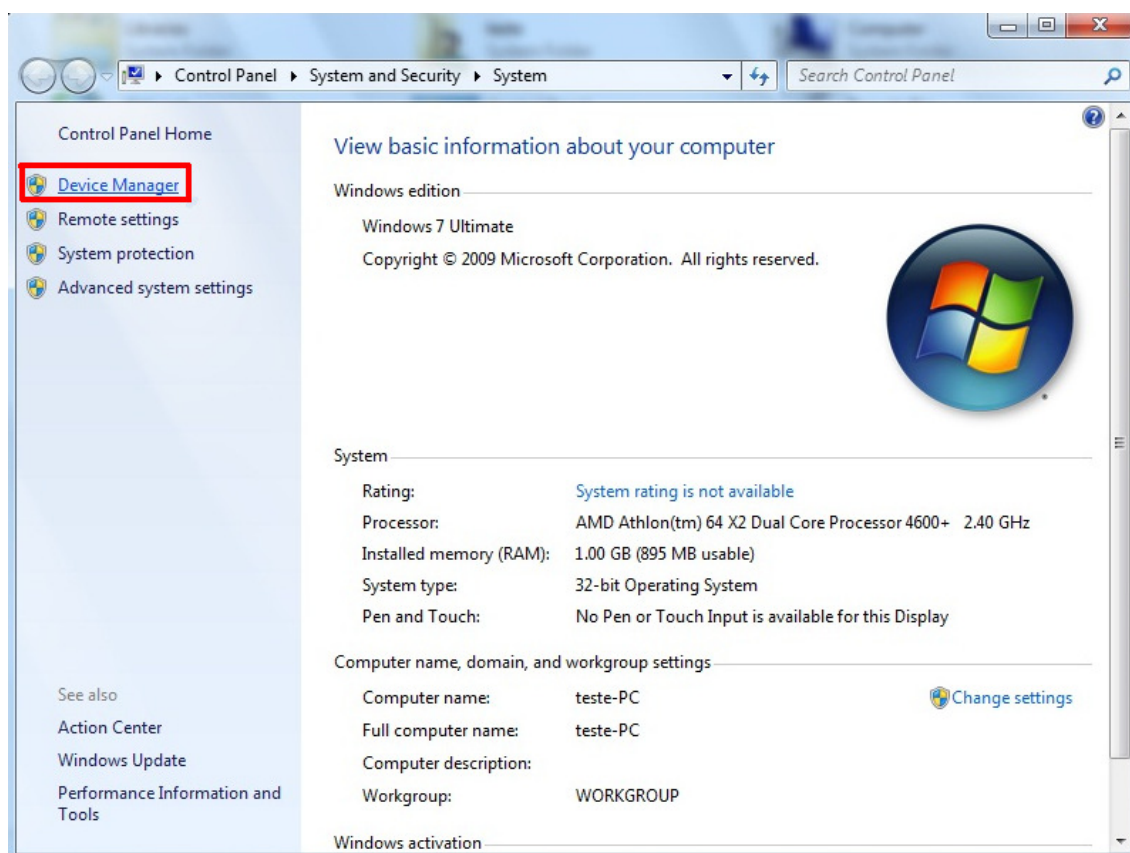 Control Panel ▸ System and Security ▸ System
Search Control Panel
Control Panel Home
Device Manager
Remote settings
System protection
Advanced system settings
See also
Action Center
Windows Update
Performance Information and
Tools
View basic information about your computer
Windows edition
Windows 7 Ultimate
Copyright © 2009 Microsoft Corporation.  All rights reserved.
System
Rating: System rating is not available
Processor: AMD Athlon(tm) 64 X2 Dual Core Processor 4600+   2.40 GHz
Installed memory (RAM): 1.00 GB (895 MB usable)
System type: 32-bit Operating System
Pen and Touch: No Pen or Touch Input is available for this Display
Computer name, domain, and workgroup settings
Computer name: teste-PC Change settings
Full computer name: teste-PC
Computer description:
Workgroup: WORKGROUP
Windows activation